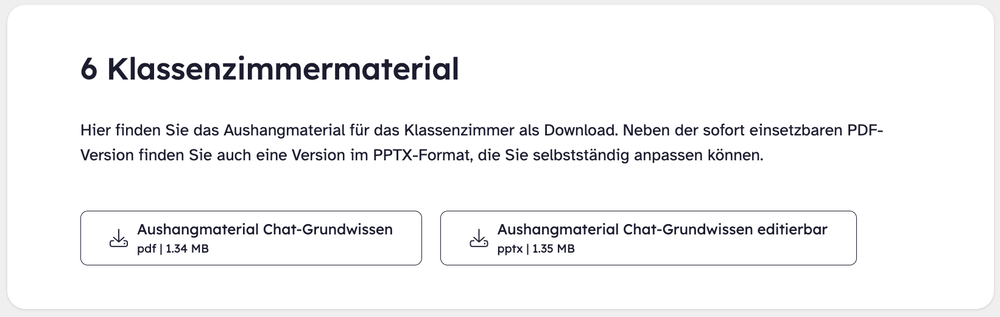 6 Klassenzimmermaterial
Hier finden Sie das Aushangmaterial für das Klassenzimmer als Download. Neben der sofort einsetzbaren PDF-
Version finden Sie auch eine Version im PPTX-Format, die Sie selbstständig anpassen können.
Aushangmaterial Chat-Grundwissen
pdf | 1.34 MB
Aushangmaterial Chat-Grundwissen editierbar
pptx | 1.35 MB